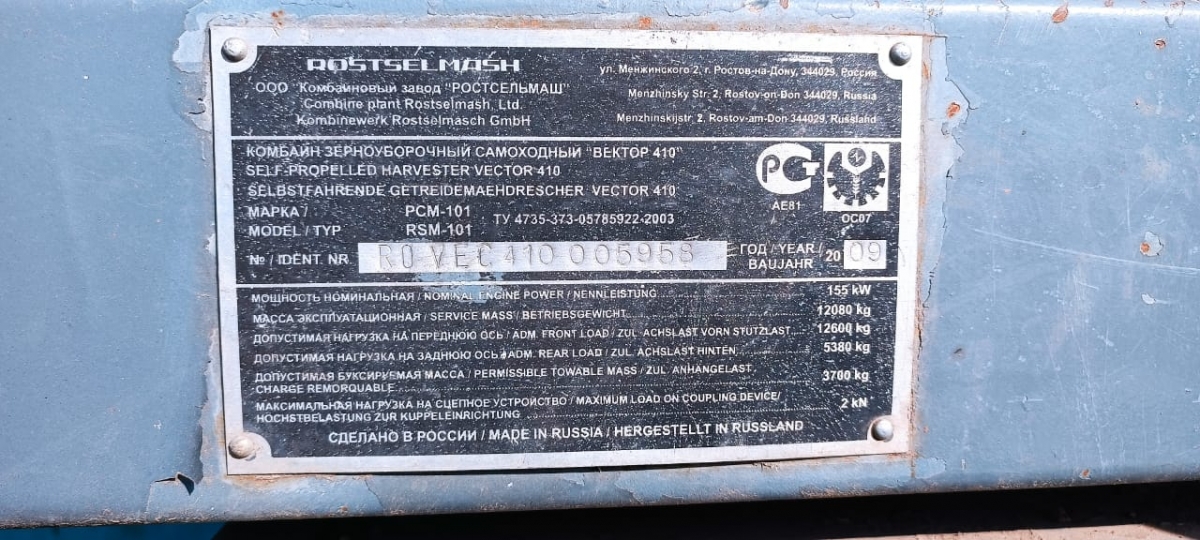 ROSTSELMASH
ООО Комбайновый завод "РОСТСЕЛЬМАШ"
Combine plant Rostselmash, Ltd.
Kombinewerk Rostselmasch GmbH
ул. Менжинского 2, г. Ростов-на-Дону, 344029, Россия
Menzhinsky Str. 2, Rostov-on-Don 344029, Russia
Menzhinskijstr. 2, Rostov-am-Don 344029, Russland
КОМБАЙН ЗЕРНОУБОРОЧНЫЙ САМОХОДНЫЙ "ВЕКТОР 410"
SELF-PROPELLED HARVESTER VECTOR 410
SELBSTFAHRENDE GETREIDEMAEHDRESCHER VECTOR 410
РСТ
АЕ81 ОС07
МАРКА / РСМ-101 ТУ 4735-373-05785922-2003
MODEL / TYP RSM-101
№ / IDENT. NR RO VEC 410 005958 ГОД / YEAR / BAUJAHR 2009
МОЩНОСТЬ НОМИНАЛЬНАЯ / NOMINAL ENGINE POWER / NENNLEISTUNG 155 kW
МАССА ЭКСПЛУАТАЦИОННАЯ / SERVICE MASS / BETRIEBSGEWICHT 12080 kg
ДОПУСТИМАЯ НАГРУЗКА НА ПЕРЕДНЮЮ ОСЬ / ADM. FRONT LOAD / ZUL. ACHSLAST VORN STÜTZLAST 12600 kg
ДОПУСТИМАЯ НАГРУЗКА НА ЗАДНЮЮ ОСЬ / ADM. REAR LOAD / ZUL. ACHSLAST HINTEN 5380 kg
ДОПУСТИМАЯ БУКСИРУЕМАЯ МАССА / PERMISSIBLE TOWABLE MASS / ZUL. ANHÄNGELAST
CHARGE REMORQUABLE 3700 kg
МАКСИМАЛЬНАЯ НАГРУЗКА НА СЦЕПНОЕ УСТРОЙСТВО / MAXIMUM LOAD ON COUPLING DEVICE/
HÖCHSTBELASTUNG ZUR KUPPELEINRICHTUNG 2 kN
СДЕЛАНО В РОССИИ / MADE IN RUSSIA / HERGESTELLT IN RUSSLAND